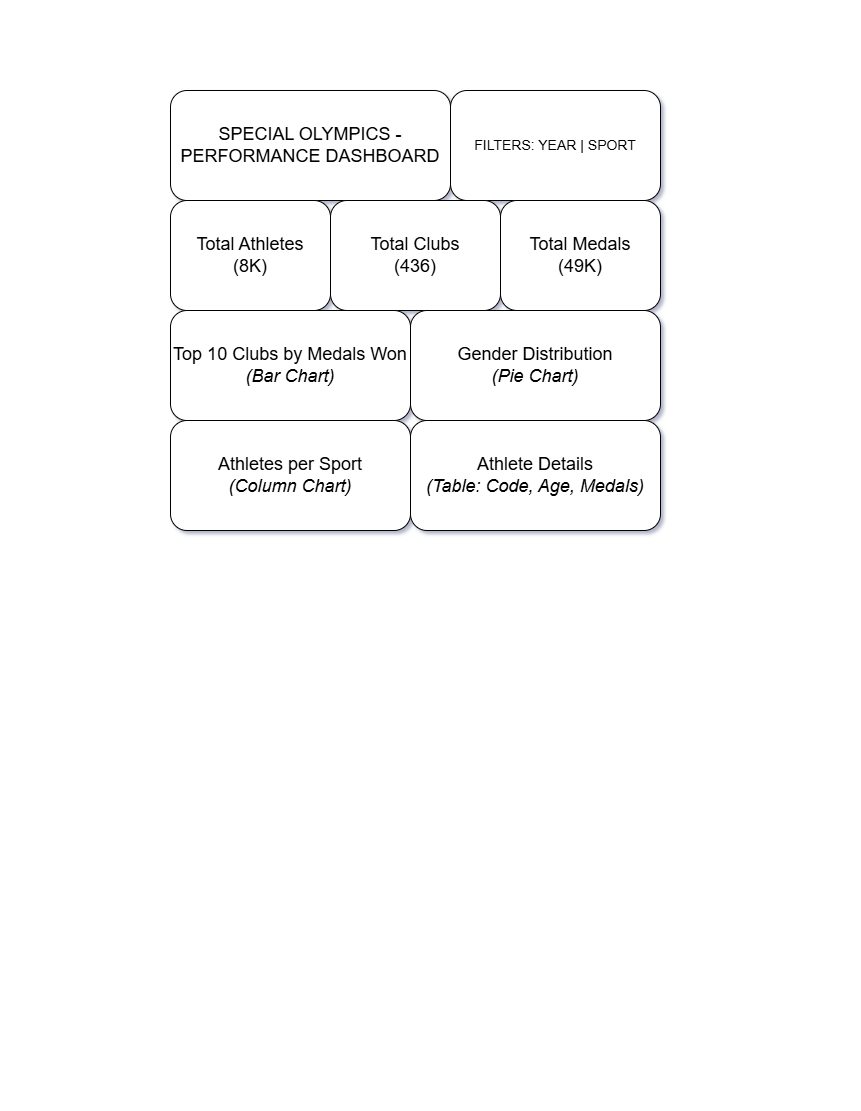 SPECIAL OLYMPICS -
PERFORMANCE DASHBOARD
FILTERS: YEAR | SPORT
Total Athletes
(8K)
Total Clubs
(436)
Total Medals
(49K)
Top 10 Clubs by Medals Won
(Bar Chart)
Gender Distribution
(Pie Chart)
Athletes per Sport
(Column Chart)
Athlete Details
(Table: Code, Age, Medals)